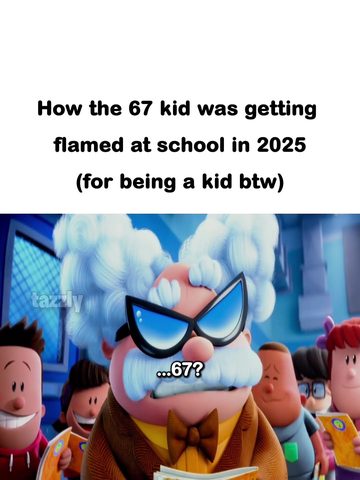 How the 67 kid was getting
flamed at school in 2025
(for being a kid btw)
tazzly
...67?